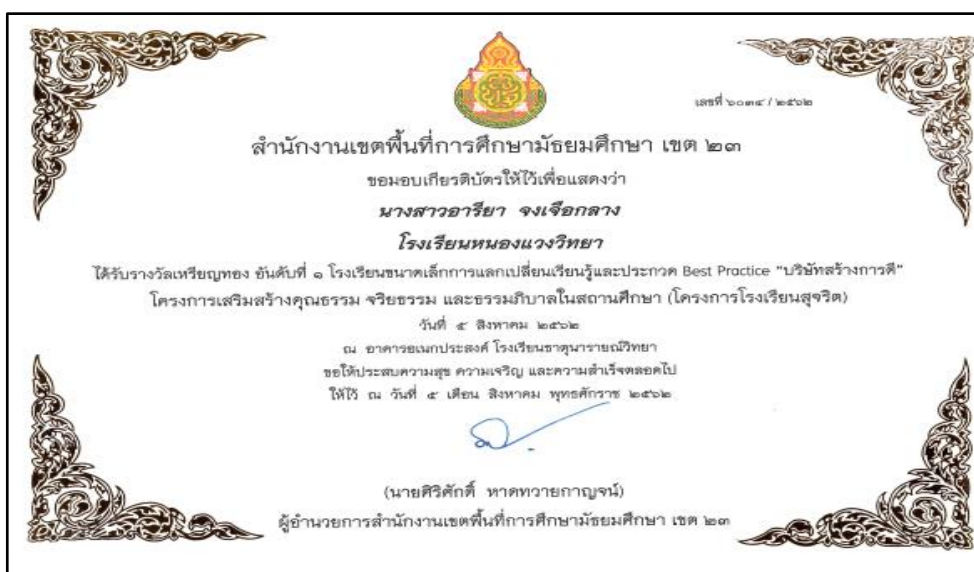 เลขที่ ๖๐๓๔ / ๒๕๖๒
สำนักงานเขตพื้นที่การศึกษามัธยมศึกษา เขต ๒๓
ขอมอบเกียรติบัตรให้ไว้เพื่อแสดงว่า
นางสาวอารียา จงเจือกลาง
โรงเรียนหนองแวงวิทยา
ได้รับรางวัลเหรียญทอง อันดับที่ ๑ โรงเรียนขนาดเล็กการแลกเปลี่ยนเรียนรู้และประกวด Best Practice "บริษัทสร้างการดี"
โครงการเสริมสร้างคุณธรรม จริยธรรม และธรรมาภิบาลในสถานศึกษา (โครงการโรงเรียนสุจริต)
วันที่ ๕ สิงหาคม ๒๕๖๒
ณ อาคารอเนกประสงค์ โรงเรียนธาตุนารายณ์วิทยา
ขอให้ประสบความสุข ความเจริญ และความสำเร็จตลอดไป
ให้ไว้ ณ วันที่ ๕ เดือน สิงหาคม พุทธศักราช ๒๕๖๒
(นายศิริศักดิ์ หาดทวายกาญจน์)
ผู้อำนวยการสำนักงานเขตพื้นที่การศึกษามัธยมศึกษา เขต ๒๓